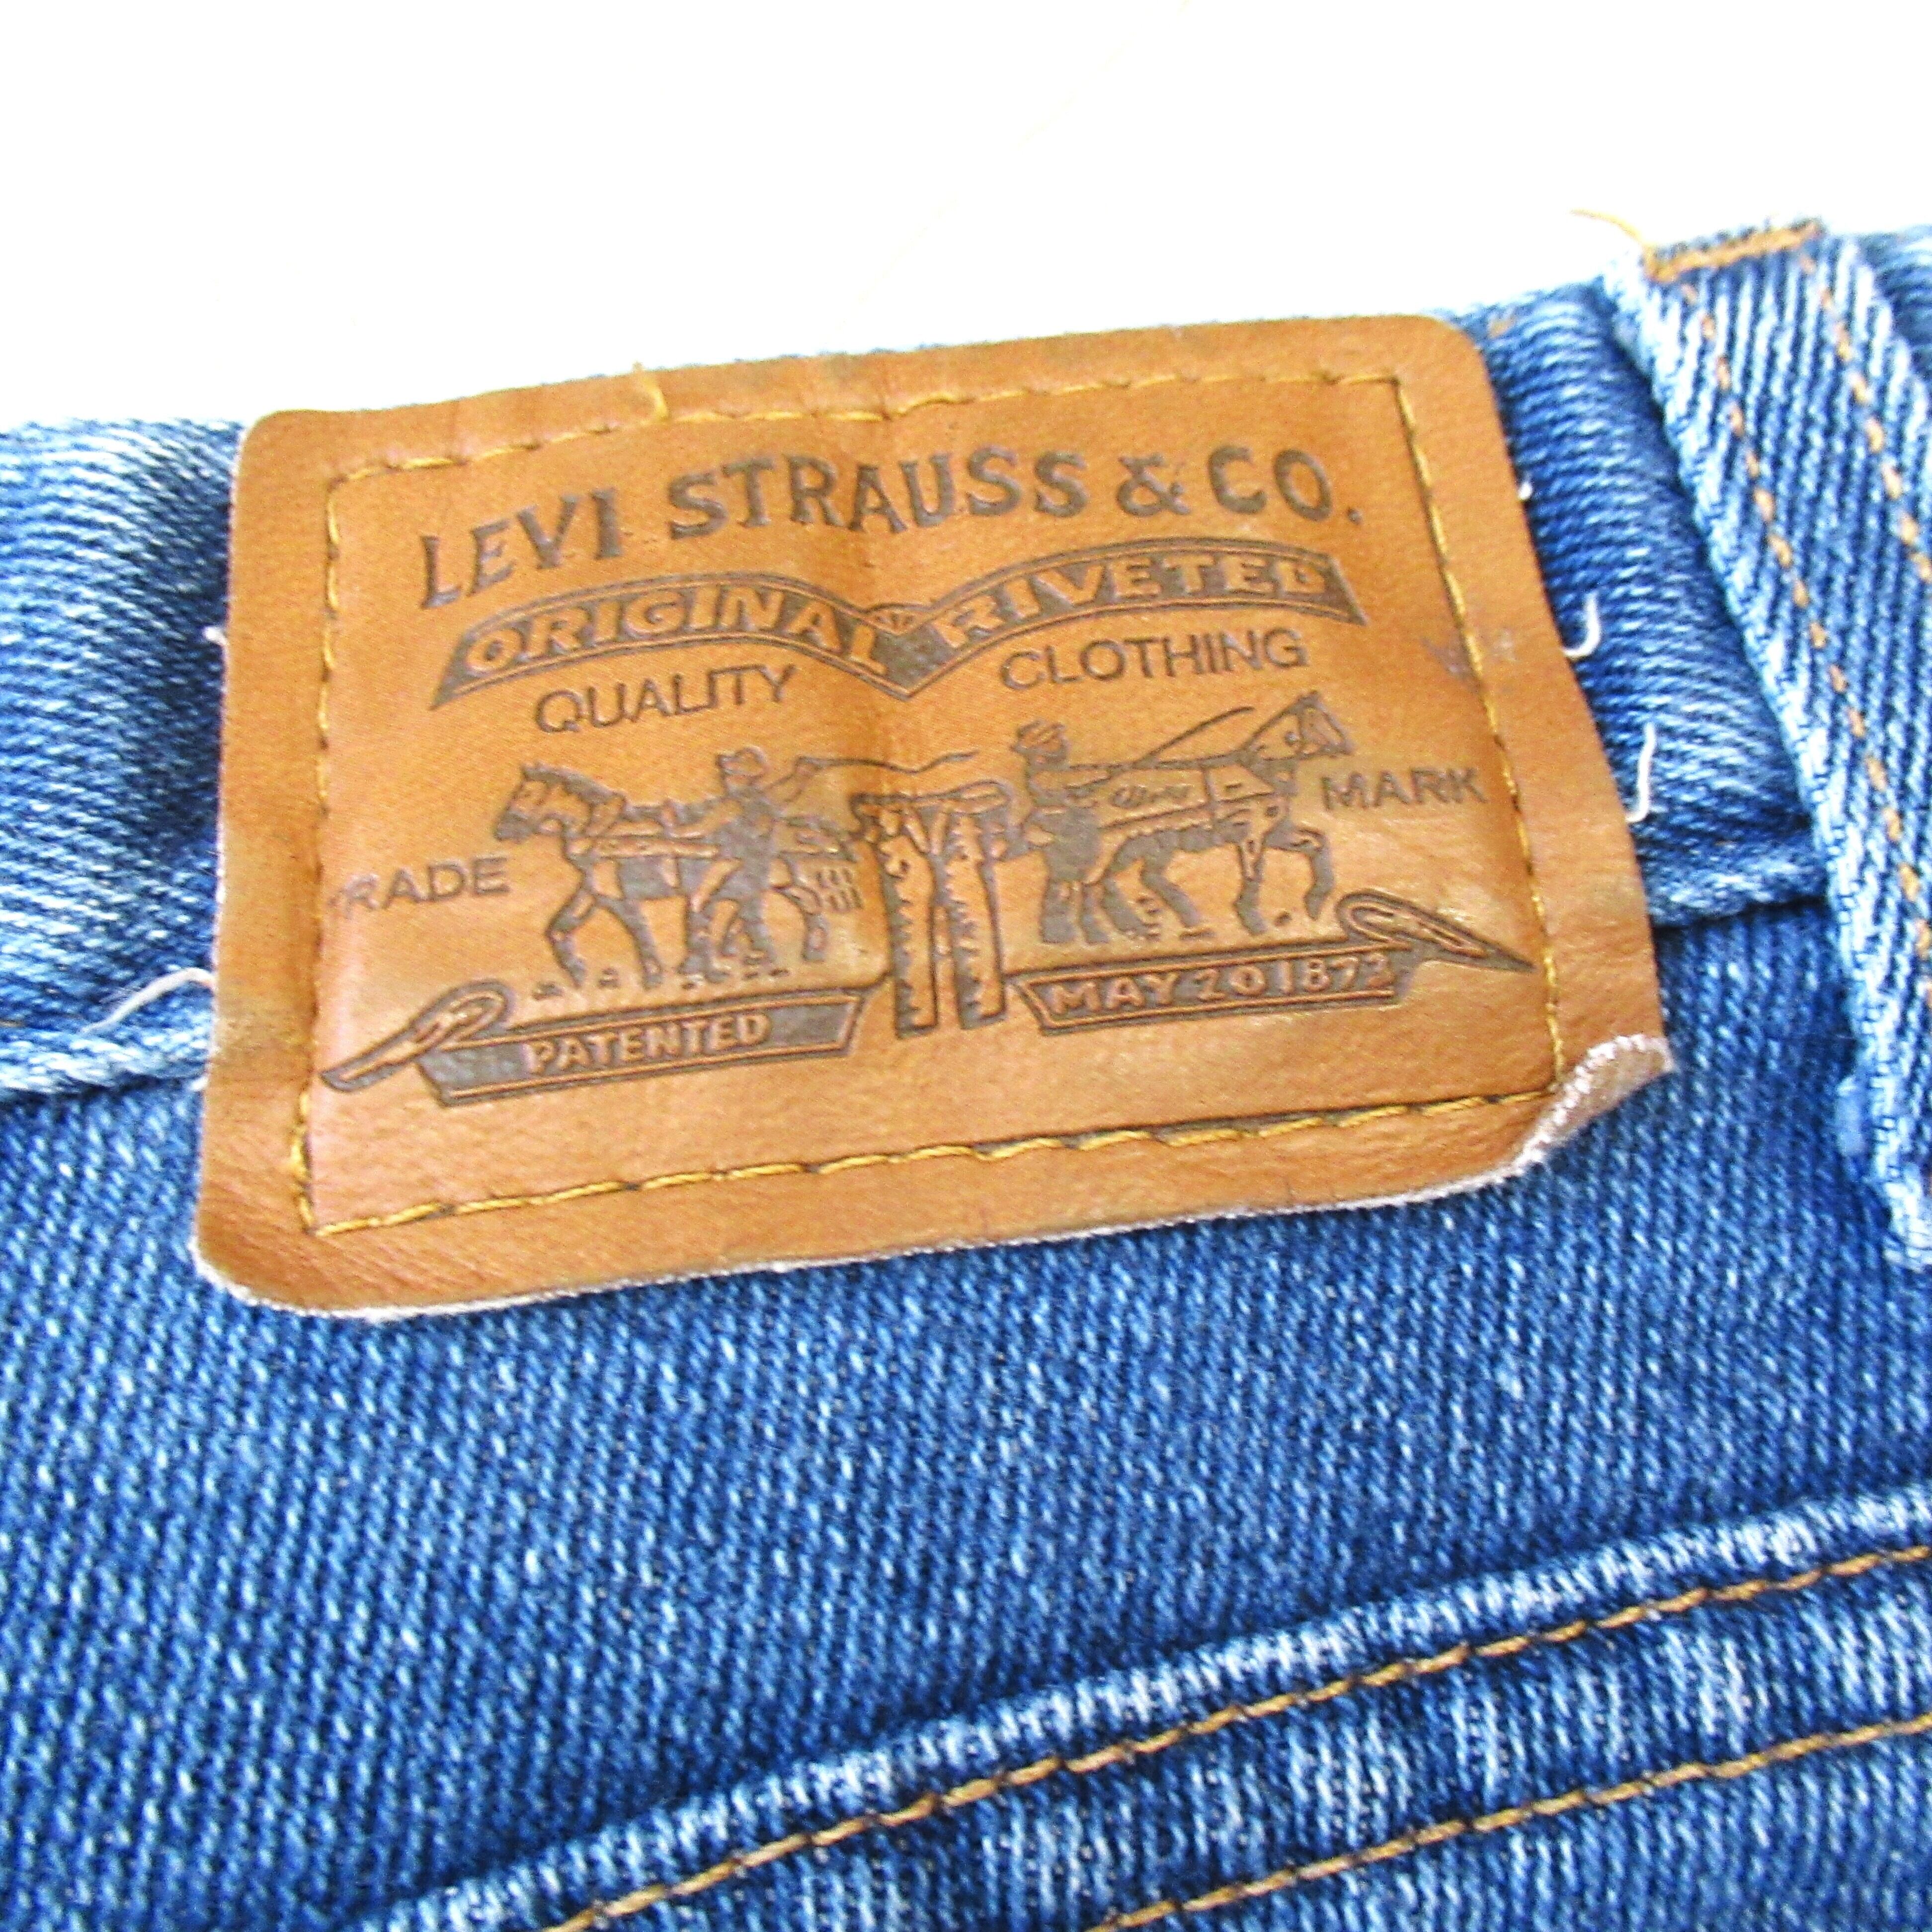 LEVI STRAUSS & CO.
ORIGINAL RIVETED
QUALITY CLOTHING
TRADE MARK
PATENTED MAY 20 1873